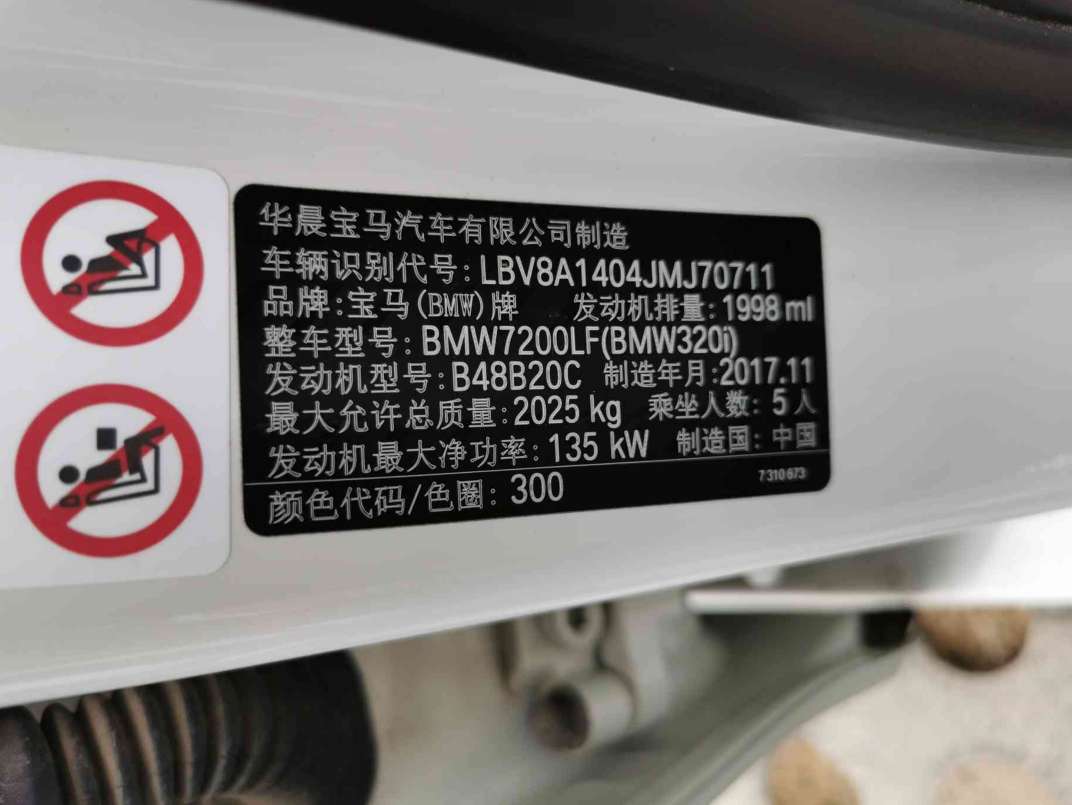 华晨宝马汽车有限公司制造
车辆识别代号: LBV8A1404JMJ70711
品牌: 宝马(BMW)牌 发动机排量: 1998 ml
整车型号: BMW7200LF(BMW320i)
发动机型号: B48B20C 制造年月: 2017.11
最大允许总质量: 2025 kg 乘坐人数: 5 人
发动机最大净功率: 135 kW 制造国: 中国
颜色代码/色圈: 300 7310673